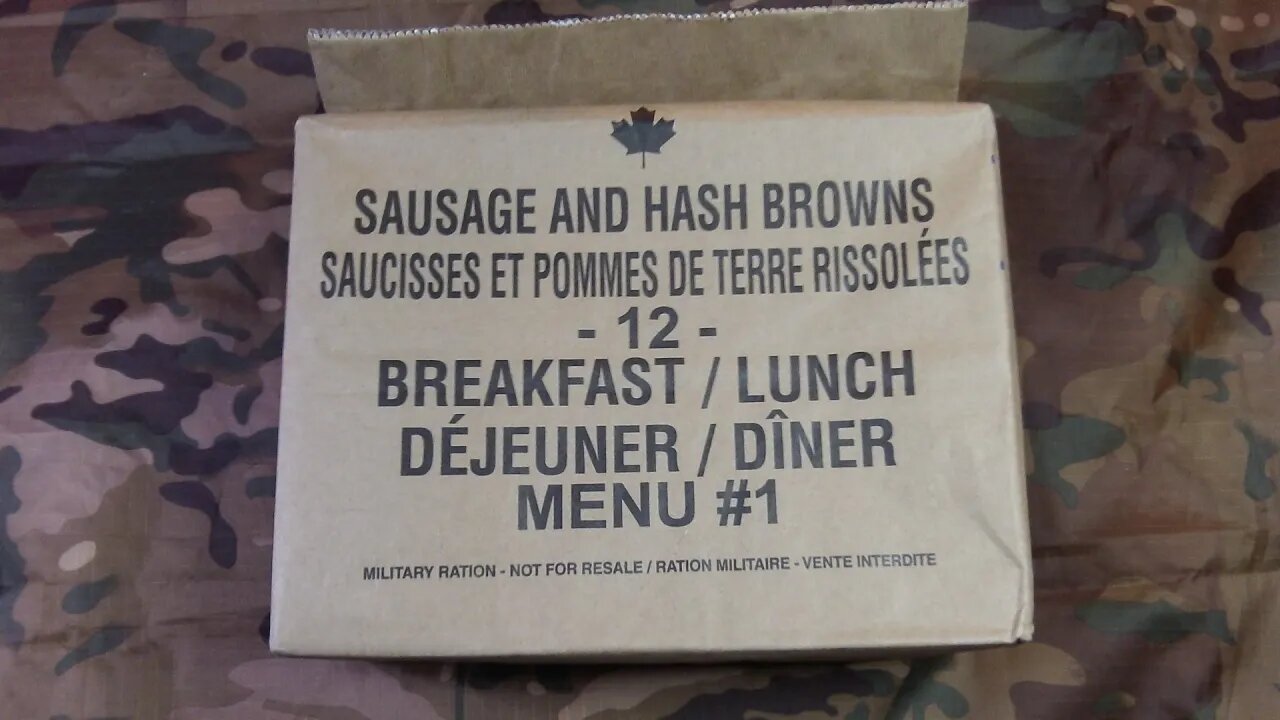 SAUSAGE AND HASH BROWNS
SAUCISSES ET POMMES DE TERRE RISSOLÉES
- 12 -
BREAKFAST / LUNCH
DÉJEUNER / DÎNER
MENU #1
MILITARY RATION - NOT FOR RESALE / RATION MILITAIRE - VENTE INTERDITE